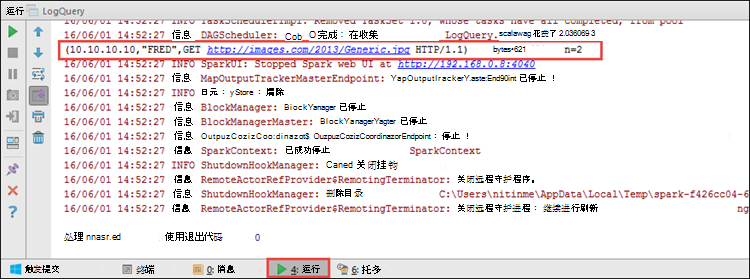 运行 LogQuery
16/06/01 14:52:27 INFO TaskSchedulerImpl: Removed TaskSet 1.0, whose tasks have all completed, from pool
16/06/01 14:52:27 信息 DAGScheduler: Cob_O完成：在收集 LogQuery.scalawag 花去了 2.036069 3
(10.10.10.10,"FRED",GET http://images.com/2013/Generic.jpg HTTP/1.1) bytes•621 n=2
16/06/01 14:52:27 INFO SparkUI: Stopped Spark web UI at http://192.168.0.8:4040
16/06/01 14:52:27 信息 MapOutputTrackerMasterEndpoint: YapOutputIrackerY.aste:End90int 已停止！
16/06/01 14:52:27 INFO 日元：yStore：清除
16/06/01 14:52:27 信息 BlockManager: BlockYanager 已停止
16/06/01 14:52:27 信息 BlockManagerMaster: BlockYanagerYagter 已停止
16/06/01 14:52:27 信息 OutpuzCozizCoo:dinazot$ OuzpuzCozizCoordinazorEndpoint：停止！
16/06/01 14:52:27 信息 SparkContext: 已成功停止 SparkContext
16/06/01 14:52:27 INFO ShutdownHookManager: Caned 关闭挂钩
16/06/01 14:52:27 信息 RemoteActorRefProvider$RemotingTerminator: 关闭远程守护程序。
16/06/01 14:52:27 信息 ShutdownHookManager: 删除目录 C:\Users\nitinme\AppData\Local\Temp\spark-f426cc04-6
16/06/01 14:52:27 信息 RemoteActorRefProvider$RemotingTerminator: 关闭远程守护进程；继续进行刷新 ng
处理 nnasr.ed 使用退出代码 0
触发提交 终端 0: 消息 4: 运行 6: 托多